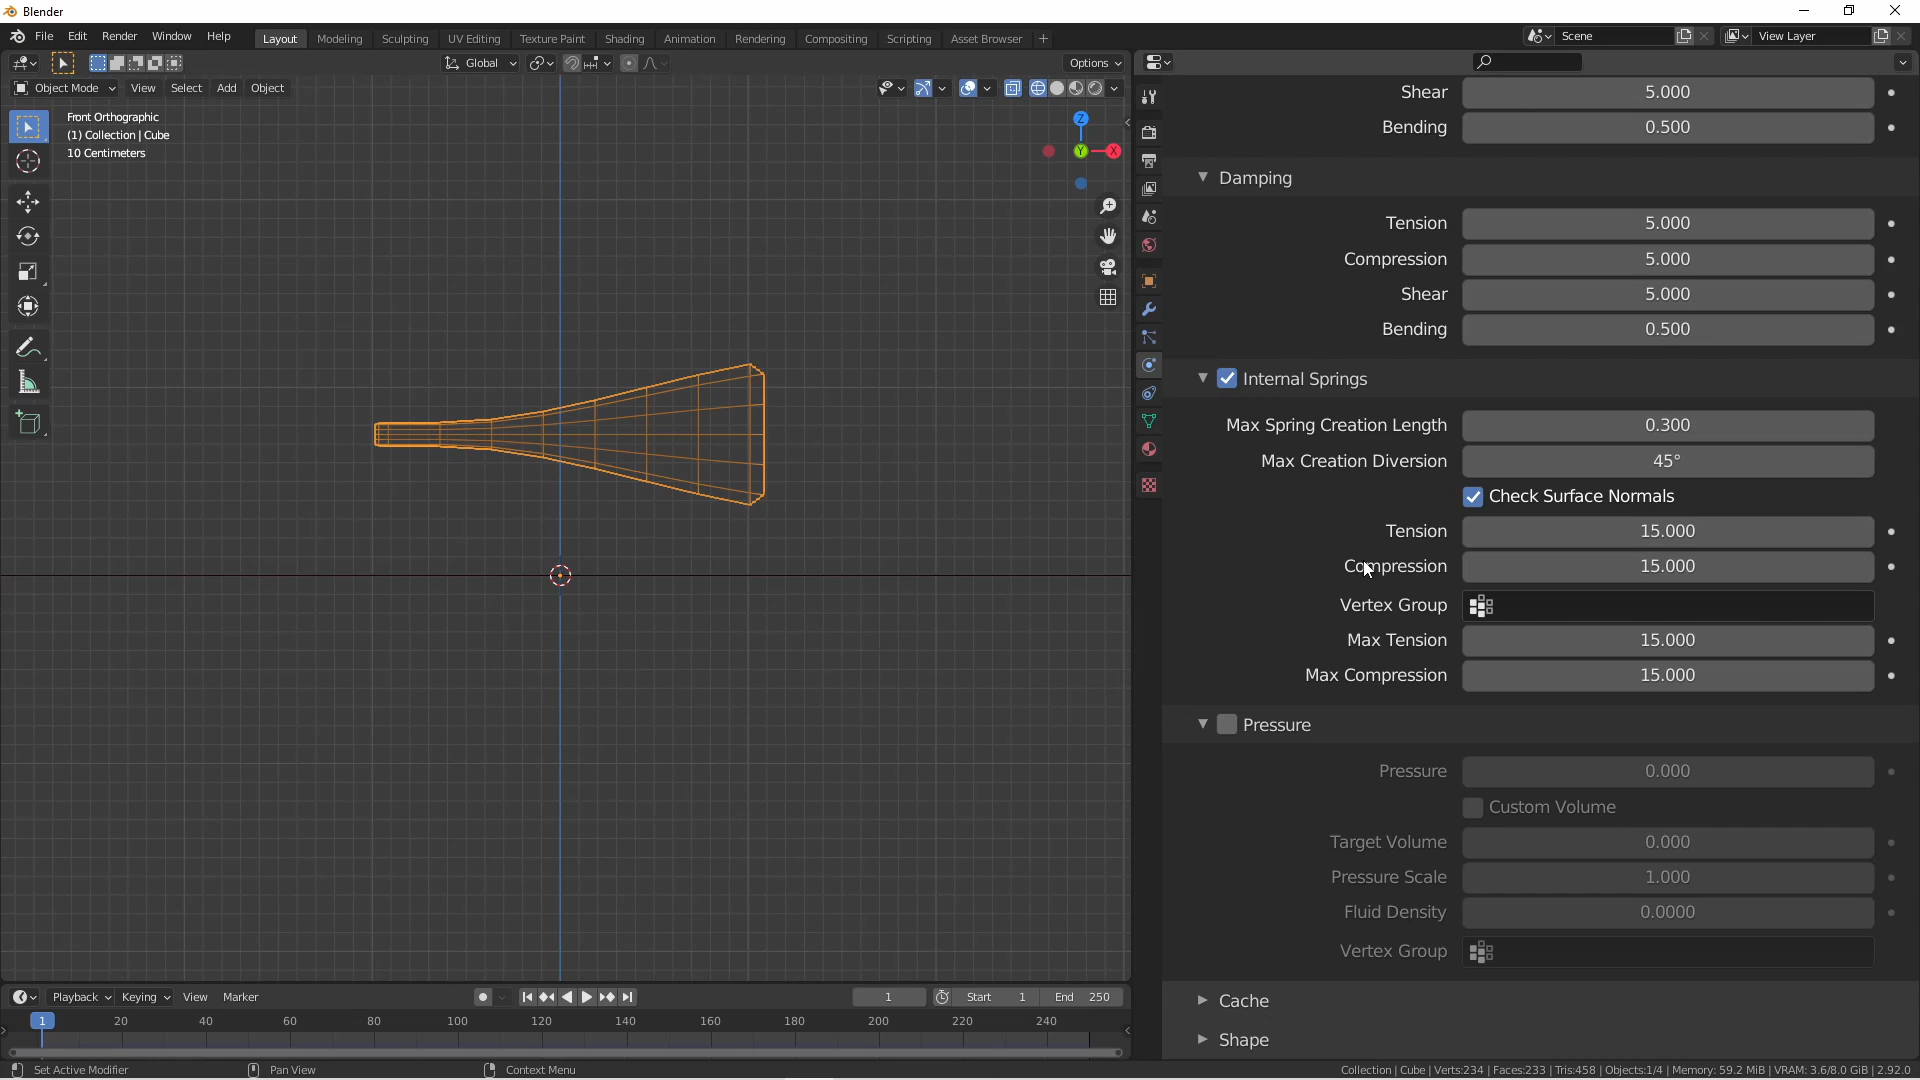 Blender
File Edit Render Window Help Layout Modeling Sculpting UV Editing Texture Paint Shading Animation Rendering Compositing Scripting Asset Browser + Scene View Layer
Global Options
Object Mode View Select Add Object
Front Orthographic
(1) Collection | Cube
10 Centimeters
Z
Y
X
Shear 5.000
Bending 0.500
Damping
Tension 5.000
Compression 5.000
Shear 5.000
Bending 0.500
Internal Springs
Max Spring Creation Length 0.300
Max Creation Diversion 45°
Check Surface Normals
Tension 15.000
Compression 15.000
Vertex Group
Max Tension 15.000
Max Compression 15.000
Pressure
Pressure 0.000
Custom Volume
Target Volume 0.000
Pressure Scale 1.000
Fluid Density 0.0000
Vertex Group
Cache
Shape
Playback Keying View Marker 1 Start 1 End 250
1 20 40 60 80 100 120 140 160 180 200 220 240
Set Active Modifier Pan View Context Menu Collection | Cube | Verts:234 | Faces:233 | Tris:458 | Objects:1/4 | Memory: 59.2 MiB | VRAM: 3.6/8.0 GiB | 2.92.0